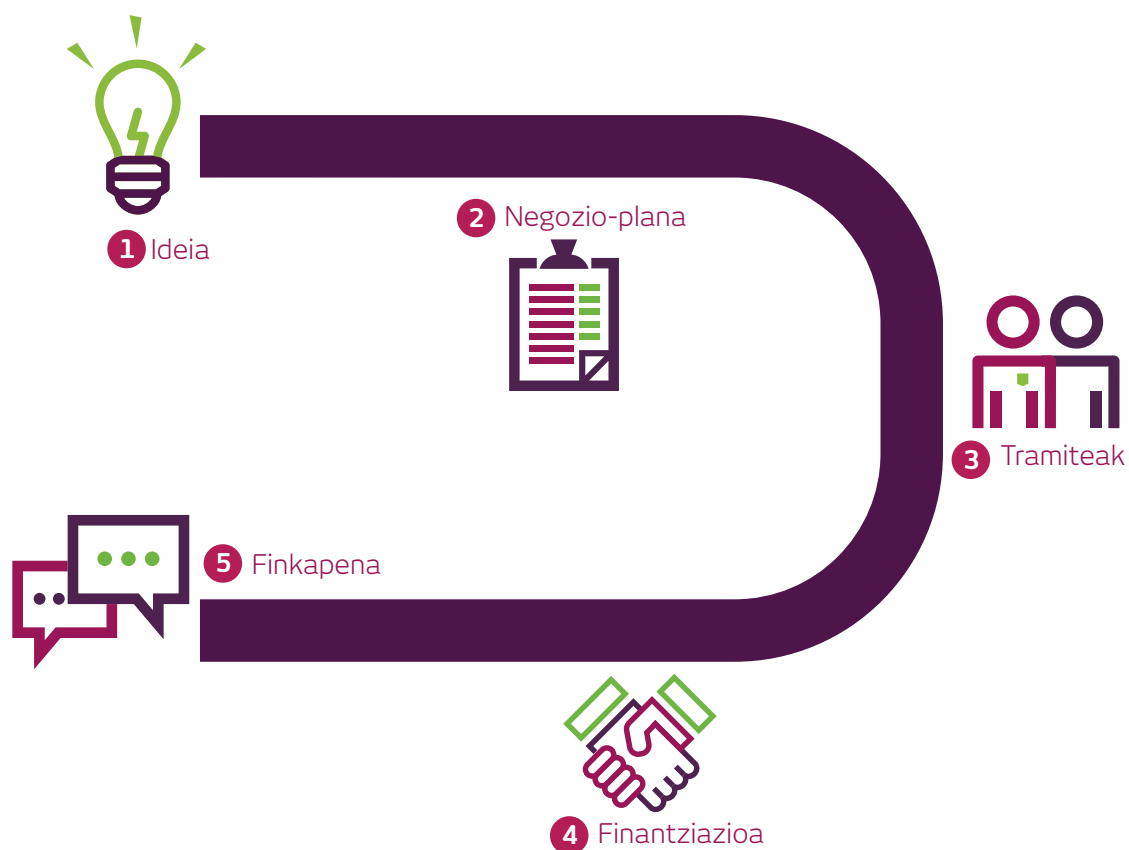 1 Ideia
2 Negozio-plana
3 Tramiteak
4 Finantziazioa
5 Finkapena